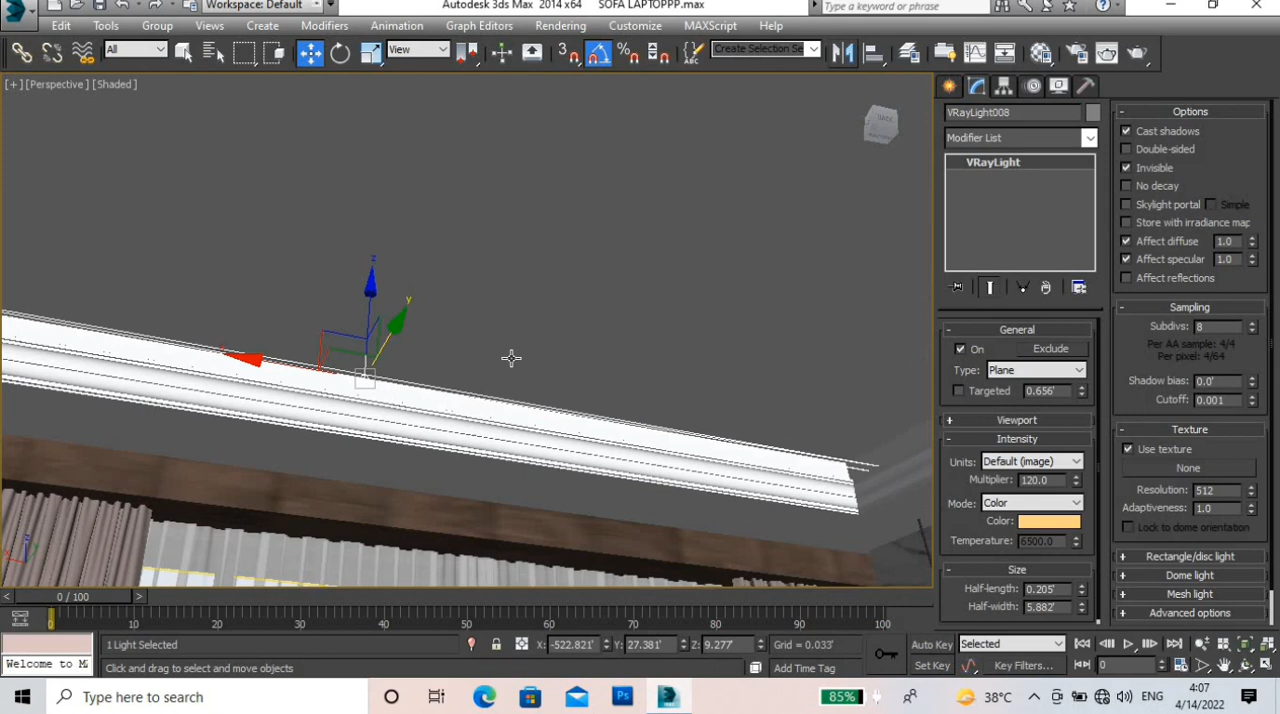 Workspace: Default
Autodesk 3ds Max 2014 x64 SOFA LAPTOPPP.max
Type a keyword or phrase
Edit Tools Group Views Create Modifiers Animation Graph Editors Rendering Customize MAXScript Help
All
View
3
Create Selection Se
[+] [Perspective] [Shaded]
z
y
x
VRayLight008
Modifier List
VRayLight
General
On Exclude
Type: Plane
Targeted 0.656'
Viewport
Intensity
Units: Default (image)
Multiplier: 120.0
Mode: Color
Color:
Temperature: 6500.0
Size
Half-length: 0.205'
Half-width: 5.882'
Options
Cast shadows
Double-sided
Invisible
No decay
Skylight portal Simple
Store with irradiance map
Affect diffuse 1.0
Affect specular 1.0
Affect reflections
Sampling
Subdivs: 8
Per AA sample: 4/4
Per pixel: 4/64
Shadow bias: 0.0'
Cutoff: 0.001
Texture
Use texture
None
Resolution: 512
Adaptiveness: 1.0
Lock to dome orientation
Rectangle/disc light
Dome light
Mesh light
Advanced options
< 0 / 100 >
0 10 20 30 40 50 60 70 80 90 100
1 Light Selected
X: -522.821' Y: 27.381' Z: 9.277' Grid = 0.033'
Auto Key Selected
Welcome to M
Click and drag to select and move objects
Add Time Tag
Set Key Key Filters... 0
Type here to search
85%
38°C
ENG
4:07
4/14/2022